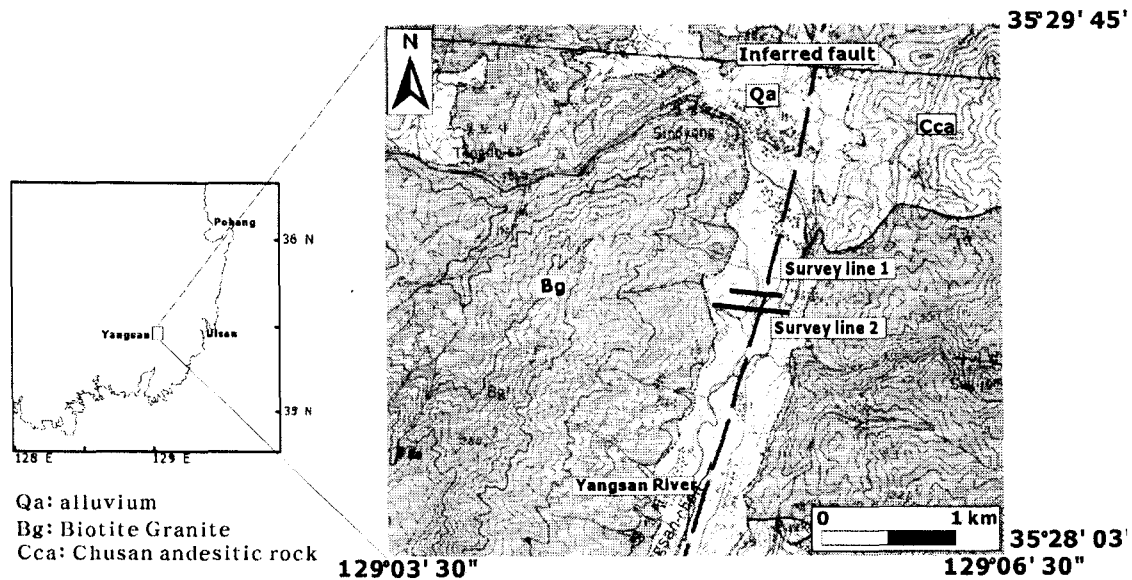 35°29' 45"
N
Inferred fault
Qa
Cca
Sindyong
Pohang
36 N
Survey line 1
Bg
Yangsan
Ulsan
Survey line 2
Bg
35 N
128 E
129 E
Yangsan River
Qa: alluvium
Bg: Biotite Granite
Cca: Chusan andesitic rock
0 1 km
35°28' 03"
129°03' 30"
129°06' 30"